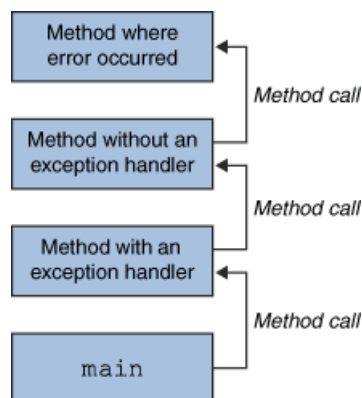 Method where
error occurred
Method call
Method without an
exception handler
Method call
Method with an
exception handler
Method call
main